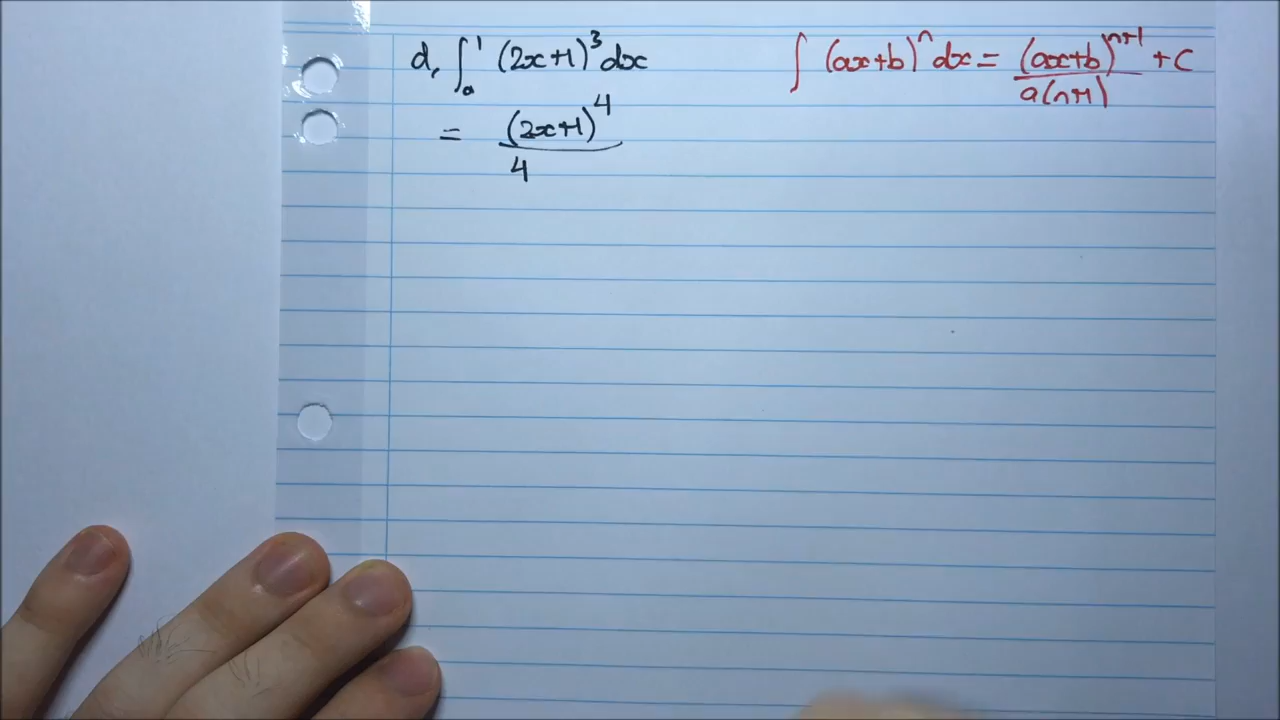 d, ∫₀¹ (2x+1)³ dx
∫ (ax+b)ⁿ dx = (ax+b)ⁿ⁺¹ / a(n+1) + C
= (2x+1)⁴ / 4